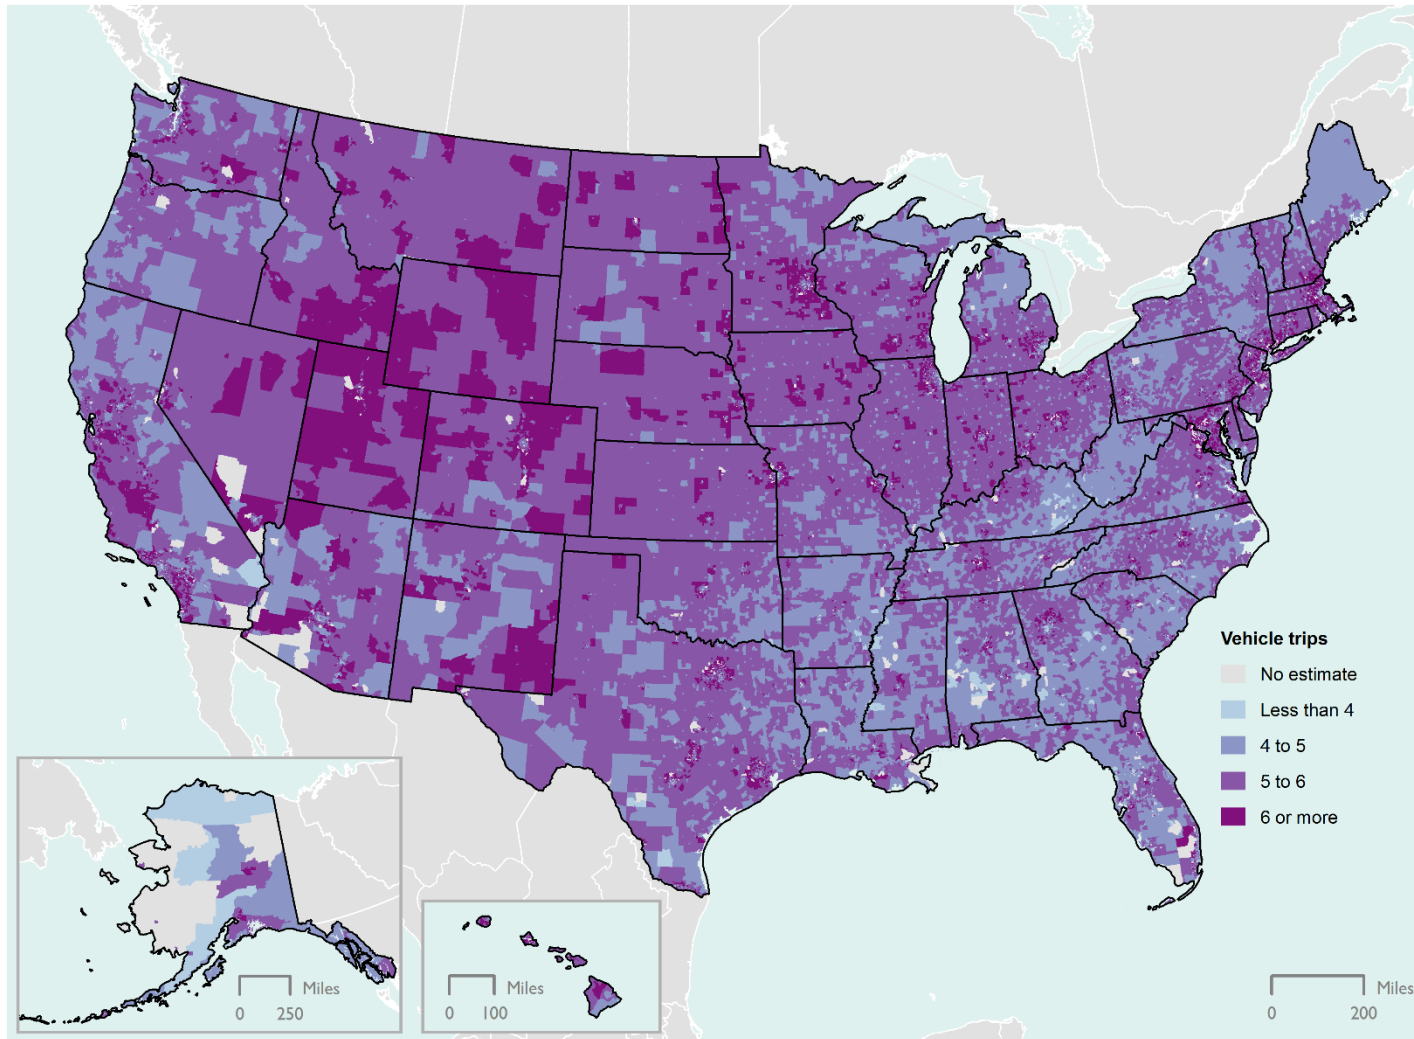 Vehicle trips
No estimate
Less than 4
4 to 5
5 to 6
6 or more
Miles
0 250
Miles
0 100
Miles
0 200